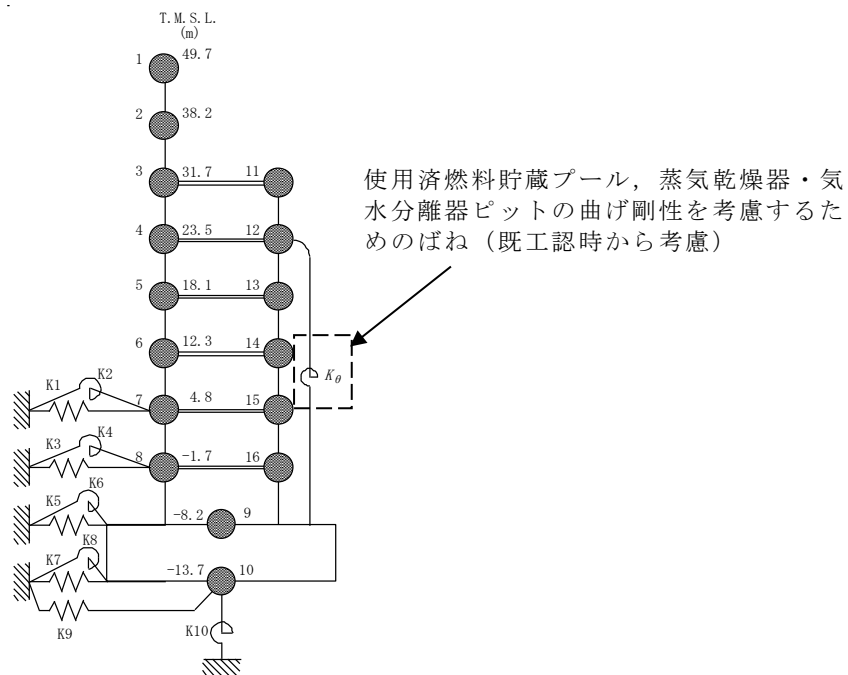 T.M.S.L.
(m)
1 49.7
2 38.2
3 31.7 11
4 23.5 12
5 18.1 13
6 12.3 14
7 4.8 15
8 -1.7 16
-8.2 9
-13.7 10
K1 K2
K3 K4
K5 K6
K7 K8
K9
K10
Kθ
使用済燃料貯蔵プール，蒸気乾燥器・気
水分離器ピットの曲げ剛性を考慮するた
めのばね（既工認時から考慮）